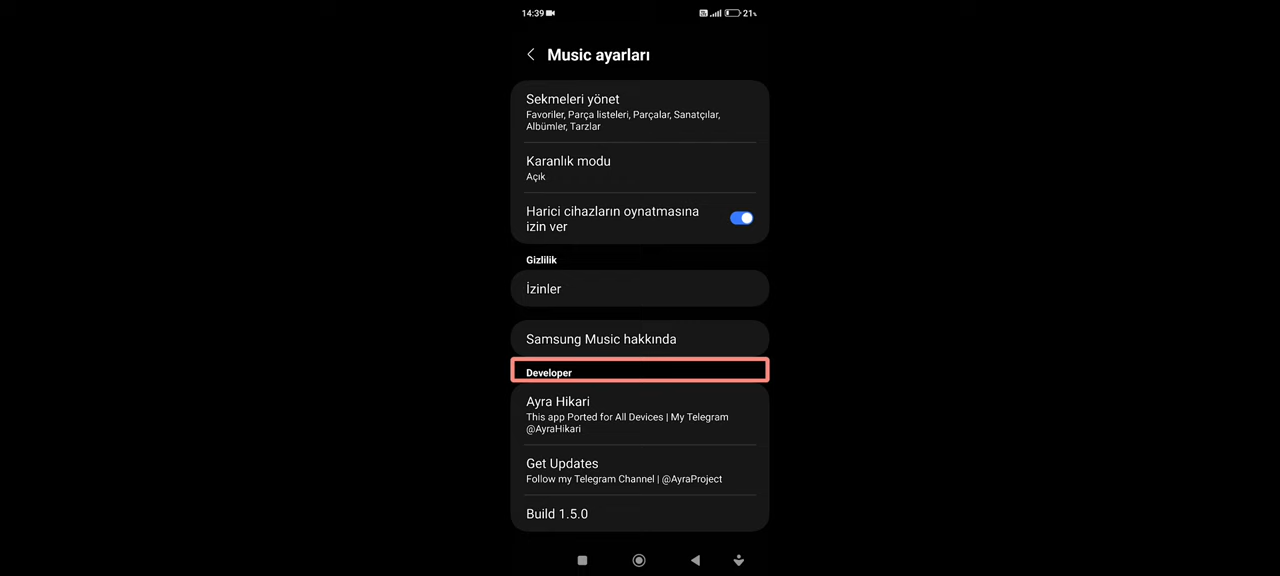 14:39 21%
Music ayarları
Sekmeleri yönet
Favoriler, Parça listeleri, Parçalar, Sanatçılar,
Albümler, Tarzlar
Karanlık modu
Açık
Harici cihazların oynatmasına
izin ver
Gizlilik
İzinler
Samsung Music hakkında
Developer
Ayra Hikari
This app Ported for All Devices | My Telegram
@AyraHikari
Get Updates
Follow my Telegram Channel | @AyraProject
Build 1.5.0